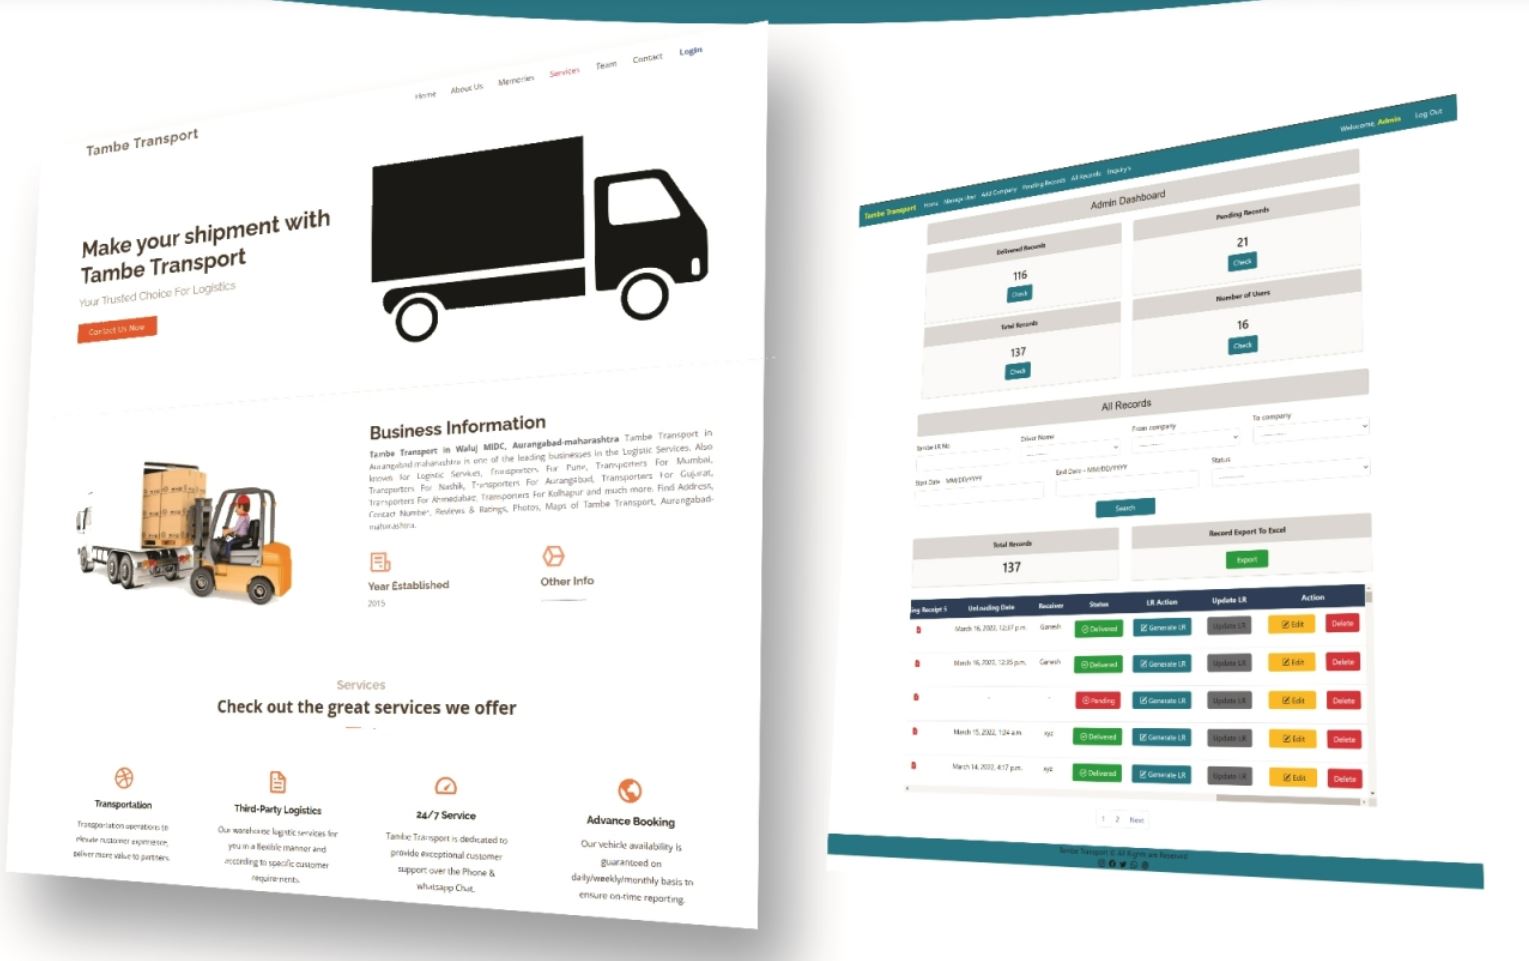 Home About Us Memories Services Team Contact Login
Tambe Transport
Make your shipment with
Tambe Transport
Your Trusted Choice For Logistics
Contact Us Now
Business Information
Tambe Transport in Waluj MIDC, Aurangabad-maharashtra Tambe Transport in
Aurangabad-maharashtra is one of the leading businesses in the Logistic Services. Also
known for Logistic Services, Transporters For Pune, Transporters For Mumbai,
Transporters For Nashik, Transporters For Aurangabad, Transporters For Gujarat,
Transporters For Ahmedabad, Transporters For Kolhapur and much more. Find Address,
Contact Number, Reviews & Ratings, Photos, Maps of Tambe Transport, Aurangabad-
maharashtra.
Year Established
2015
Other Info
Services
Check out the great services we offer
Transportation
Transportation operations to
elevate customer experience,
deliver more value to partners.
Third-Party Logistics
Our warehouse logistic services for
you in a flexible manner and
according to specific customer
requirements.
24/7 Service
Tambe Transport is dedicated to
provide exceptional customer
support over the Phone &
whatsapp Chat.
Advance Booking
Our vehicle availability is
guaranteed on
daily/weekly/monthly basis to
ensure on-time reporting.
Tambe Transport Home Manage User Add Company Pending Records All Records Enquiry's Welcome, Admin Log Out
Admin Dashboard
Delivered Records
116
Check
Pending Records
21
Check
Total Records
137
Check
Number of Users
16
Check
All Records
Tambe LR No. Driver Name From company To company
Start Date - MM/DD/YYYY End Date - MM/DD/YYYY Status
Search
Total Records
137
Record Export To Excel
Export
ing Receipt S Unloading Date Receiver Status LR Action Update LR Action
March 16, 2022, 12:37 p.m. Ganesh Delivered Generate LR Update LR Edit Delete
March 16, 2022, 12:35 p.m. Ganesh Delivered Generate LR Update LR Edit Delete
- - Pending Generate LR Update LR Edit Delete
March 15, 2022, 1:24 a.m. xyz Delivered Generate LR Update LR Edit Delete
March 14, 2022, 4:17 p.m. xyz Delivered Generate LR Update LR Edit Delete
1 2 Next
Tambe Transport © All Rights are Reserved